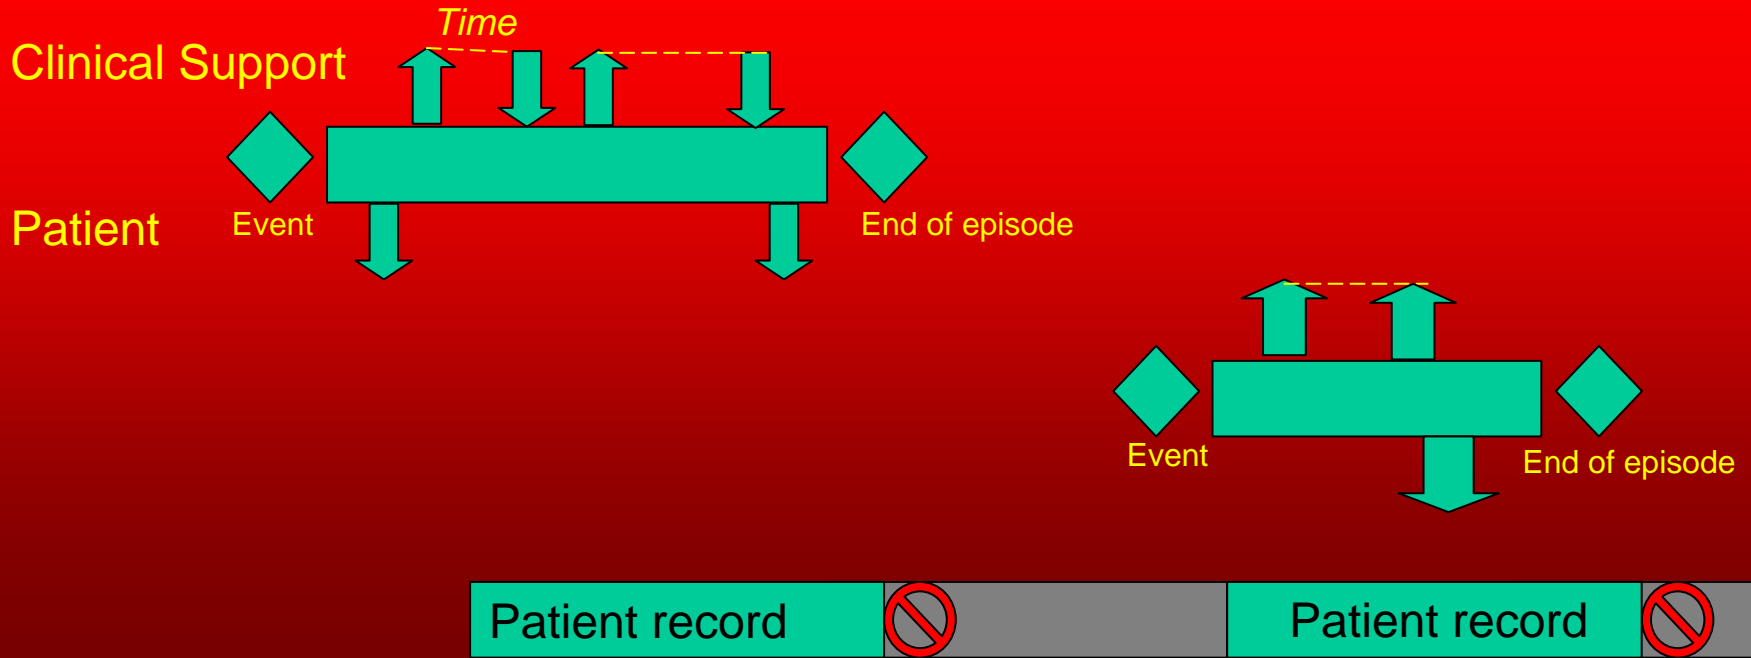 Time
Clinical Support
Patient
Event
End of episode
Event
End of episode
Patient record
Patient record